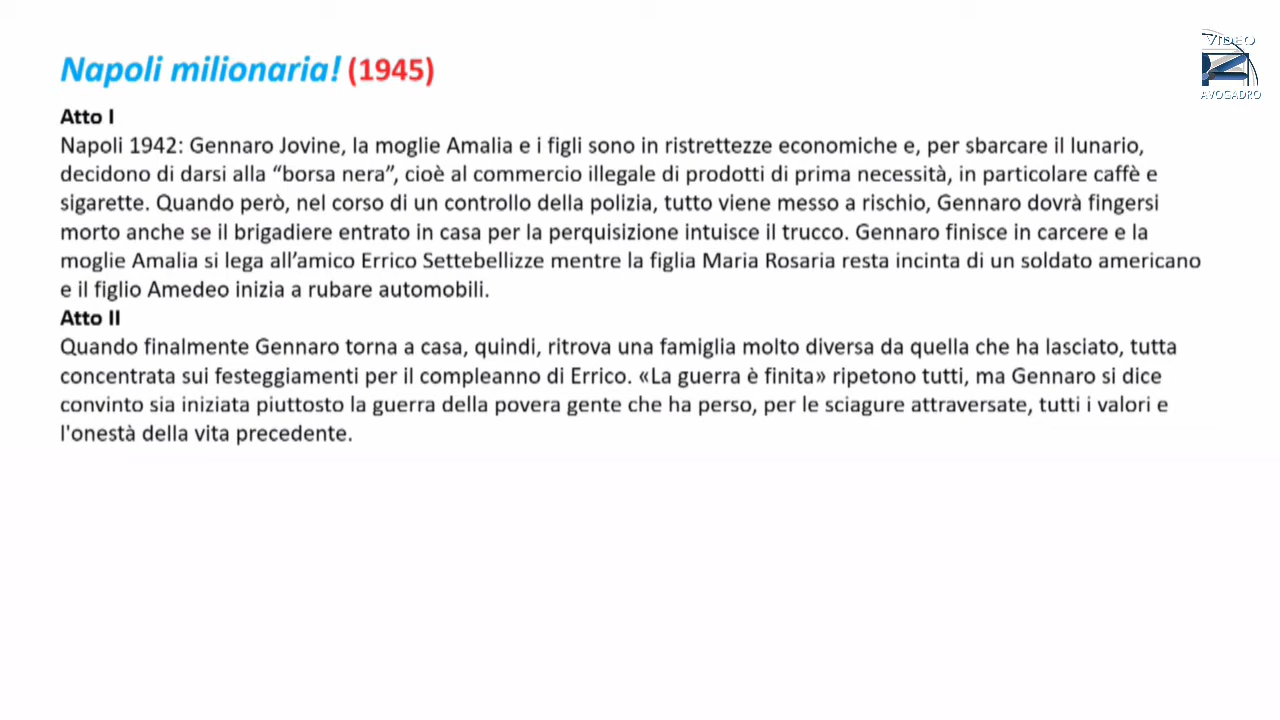 Napoli milionaria! (1945)
VIDEO
AVOGADRO
Atto I
Napoli 1942: Gennaro Jovine, la moglie Amalia e i figli sono in ristrettezze economiche e, per sbarcare il lunario,
decidono di darsi alla “borsa nera”, cioè al commercio illegale di prodotti di prima necessità, in particolare caffè e
sigarette. Quando però, nel corso di un controllo della polizia, tutto viene messo a rischio, Gennaro dovrà fingersi
morto anche se il brigadiere entrato in casa per la perquisizione intuisce il trucco. Gennaro finisce in carcere e la
moglie Amalia si lega all’amico Errico Settebellizze mentre la figlia Maria Rosaria resta incinta di un soldato americano
e il figlio Amedeo inizia a rubare automobili.
Atto II
Quando finalmente Gennaro torna a casa, quindi, ritrova una famiglia molto diversa da quella che ha lasciato, tutta
concentrata sui festeggiamenti per il compleanno di Errico. «La guerra è finita» ripetono tutti, ma Gennaro si dice
convinto sia iniziata piuttosto la guerra della povera gente che ha perso, per le sciagure attraversate, tutti i valori e
l'onestà della vita precedente.